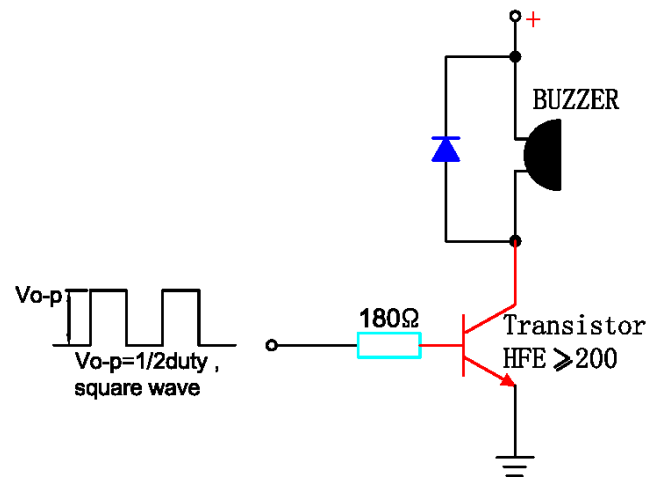 +
BUZZER
Vo-p
180Ω
Transistor
HFE ⩾200
Vo-p=1/2duty ,
square wave